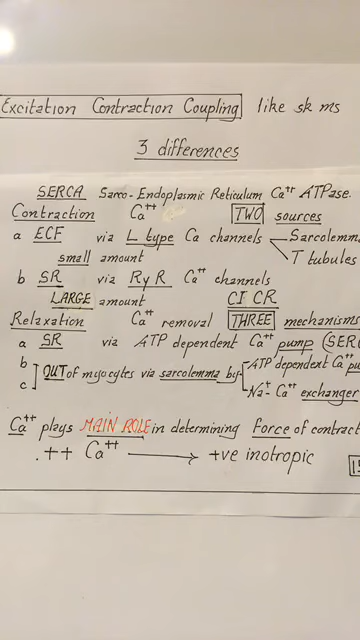 Excitation Contraction Coupling like sk ms
3 differences
SERCA Sarco-Endoplasmic Reticulum Ca++ ATPase.
Contraction Ca++ TWO sources
a ECF via L type Ca channels Sarcolemma
small amount T tubules
b SR via RyR Ca++ channels
LARGE amount CICR
Relaxation Ca++ removal THREE mechanisms
a SR via ATP dependent Ca++ pump (SER
b ATP dependent Ca++ pu
OUT of myocytes via sarcolemma by
c Na+ Ca++ exchanger
Ca++ plays MAIN ROLE in determining Force of contract
.++ Ca++ → +ve inotropic